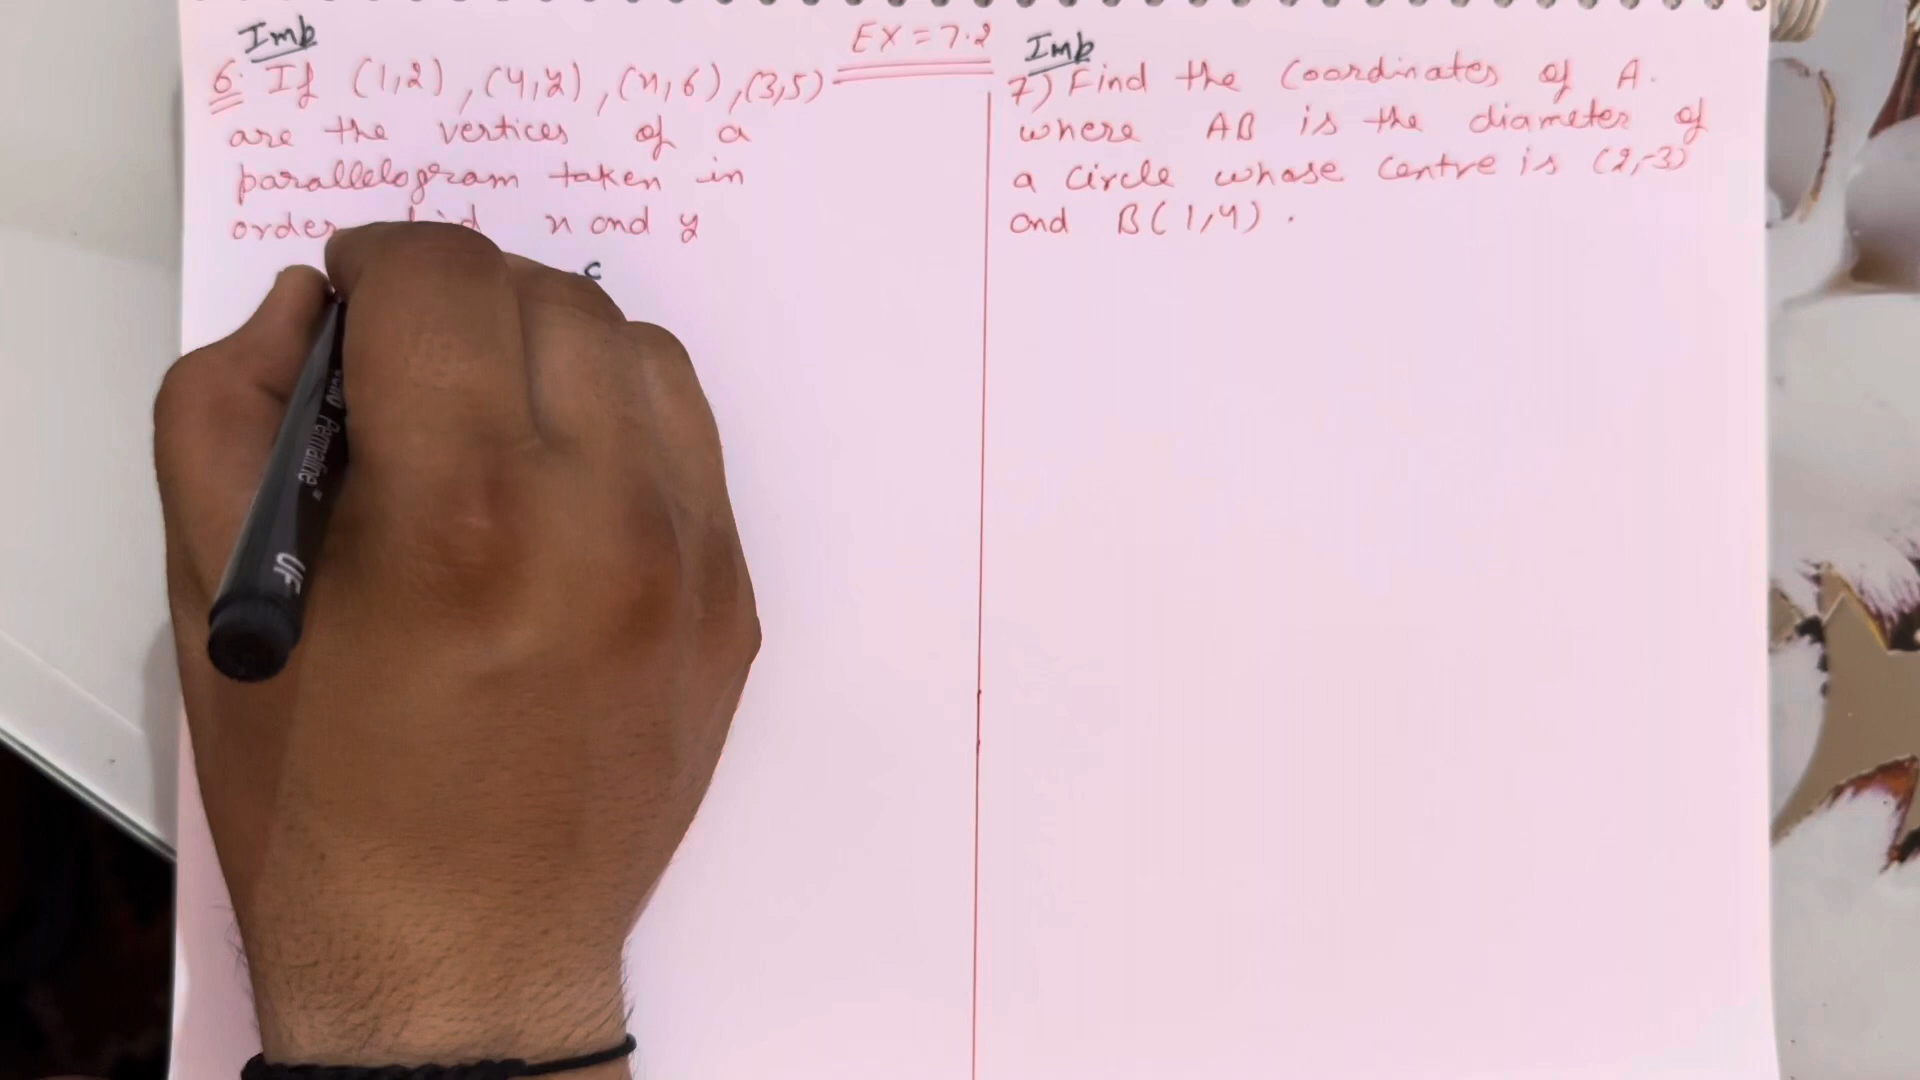 Imp
EX = 7.2
6. If (1,2), (4,y), (x,6), (3,5)
are the vertices of a
parallelogram taken in
order x and y
c
Imp
7) Find the Coordinates of A.
where AB is the diameter of
a circle whose centre is (2,-3)
and B(1,4).
UF